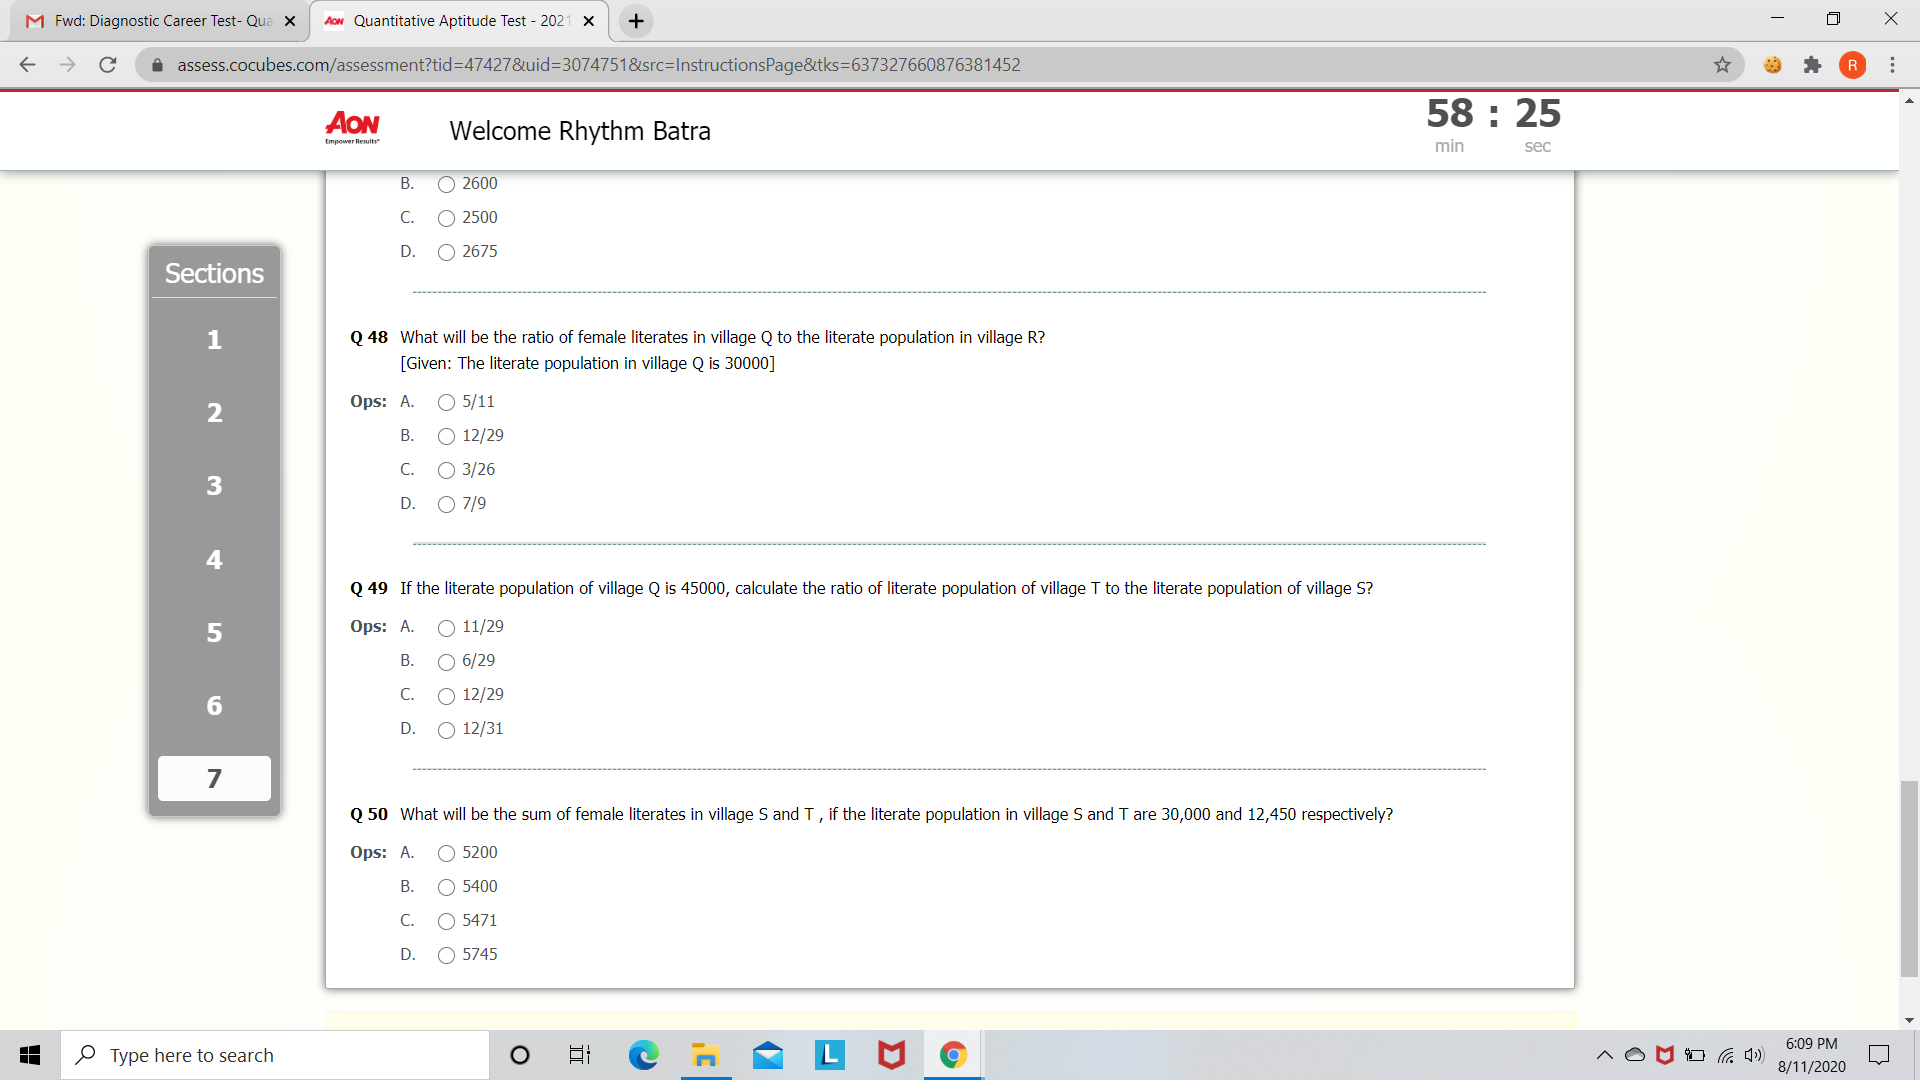 Fwd: Diagnostic Career Test- Qua
AON Quantitative Aptitude Test - 2021
assess.cocubes.com/assessment?tid=47427&uid=3074751&src=InstructionsPage&tks=637327660876381452
R
AON
Empower Results®
Welcome Rhythm Batra
58 : 25
min sec
B. 2600
C. 2500
D. 2675
Sections
1
2
3
4
5
6
7
Q 48 What will be the ratio of female literates in village Q to the literate population in village R?
[Given: The literate population in village Q is 30000]
Ops: A. 5/11
B. 12/29
C. 3/26
D. 7/9
Q 49 If the literate population of village Q is 45000, calculate the ratio of literate population of village T to the literate population of village S?
Ops: A. 11/29
B. 6/29
C. 12/29
D. 12/31
Q 50 What will be the sum of female literates in village S and T , if the literate population in village S and T are 30,000 and 12,450 respectively?
Ops: A. 5200
B. 5400
C. 5471
D. 5745
Type here to search
L
6:09 PM
8/11/2020